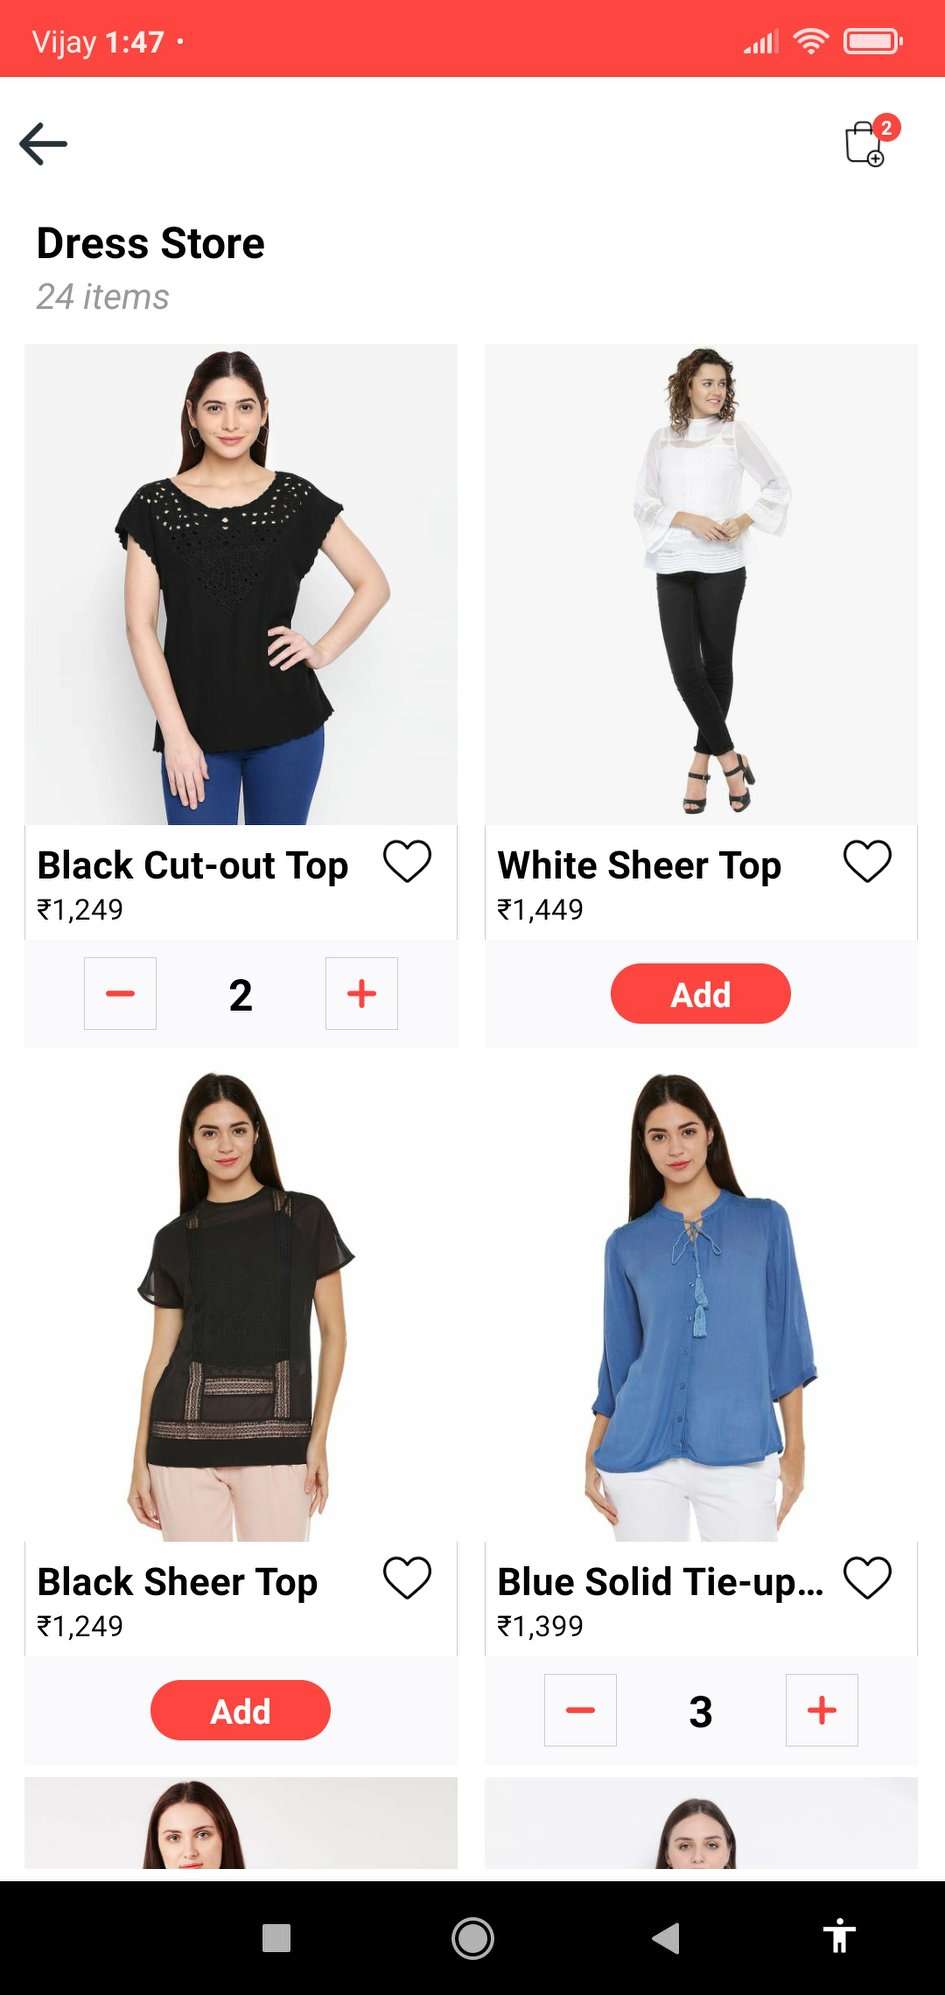 Vijay 1:47 •
2
Dress Store
24 items
Black Cut-out Top
₹1,249
2
White Sheer Top
₹1,449
Add
Black Sheer Top
₹1,249
Add
Blue Solid Tie-up...
₹1,399
3